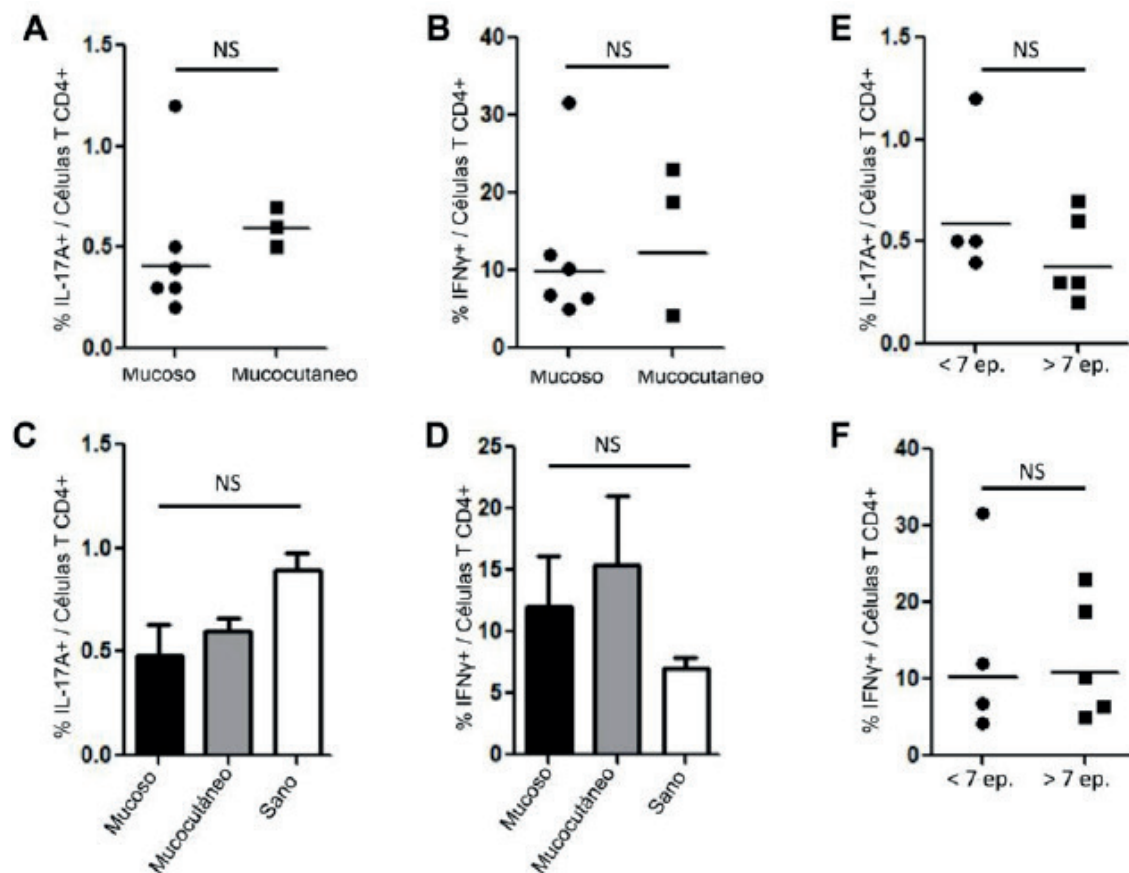 A
% IL-17A+ / Células T CD4+
1.5
1.0
0.5
0.0
NS
Mucoso
Mucocutaneo
B
% IFNγ+ / Células T CD4+
40
30
20
10
0
NS
Mucoso
Mucocutaneo
E
% IL-17A+ / Células T CD4+
1.5
1.0
0.5
0.0
NS
< 7 ep.
> 7 ep.
C
% IL-17A+ / Células T CD4+
1.5
1.0
0.5
0.0
NS
Mucoso
Mucocutáneo
Sano
D
% IFNγ+ / Células T CD4+
25
20
15
10
5
0
NS
Mucoso
Mucocutáneo
Sano
F
% IFNγ+ / Células T CD4+
40
30
20
10
0
NS
< 7 ep.
> 7 ep.